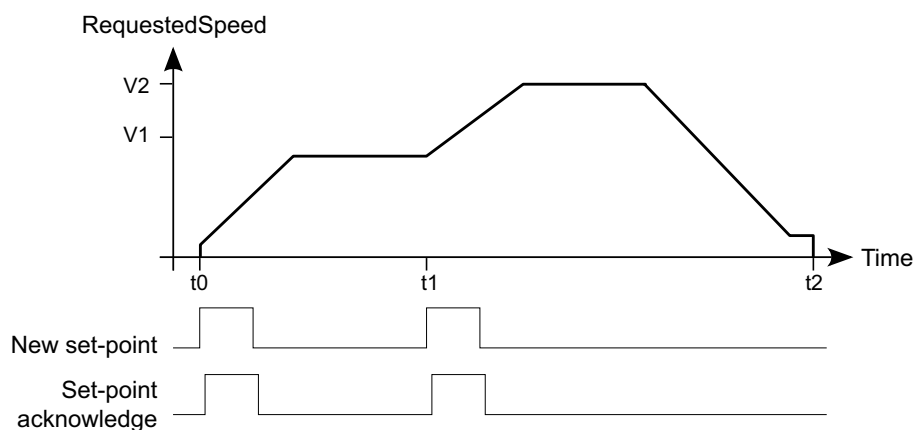 RequestedSpeed
V2
V1
Time
t0
t1
t2
New set-point
Set-point
acknowledge